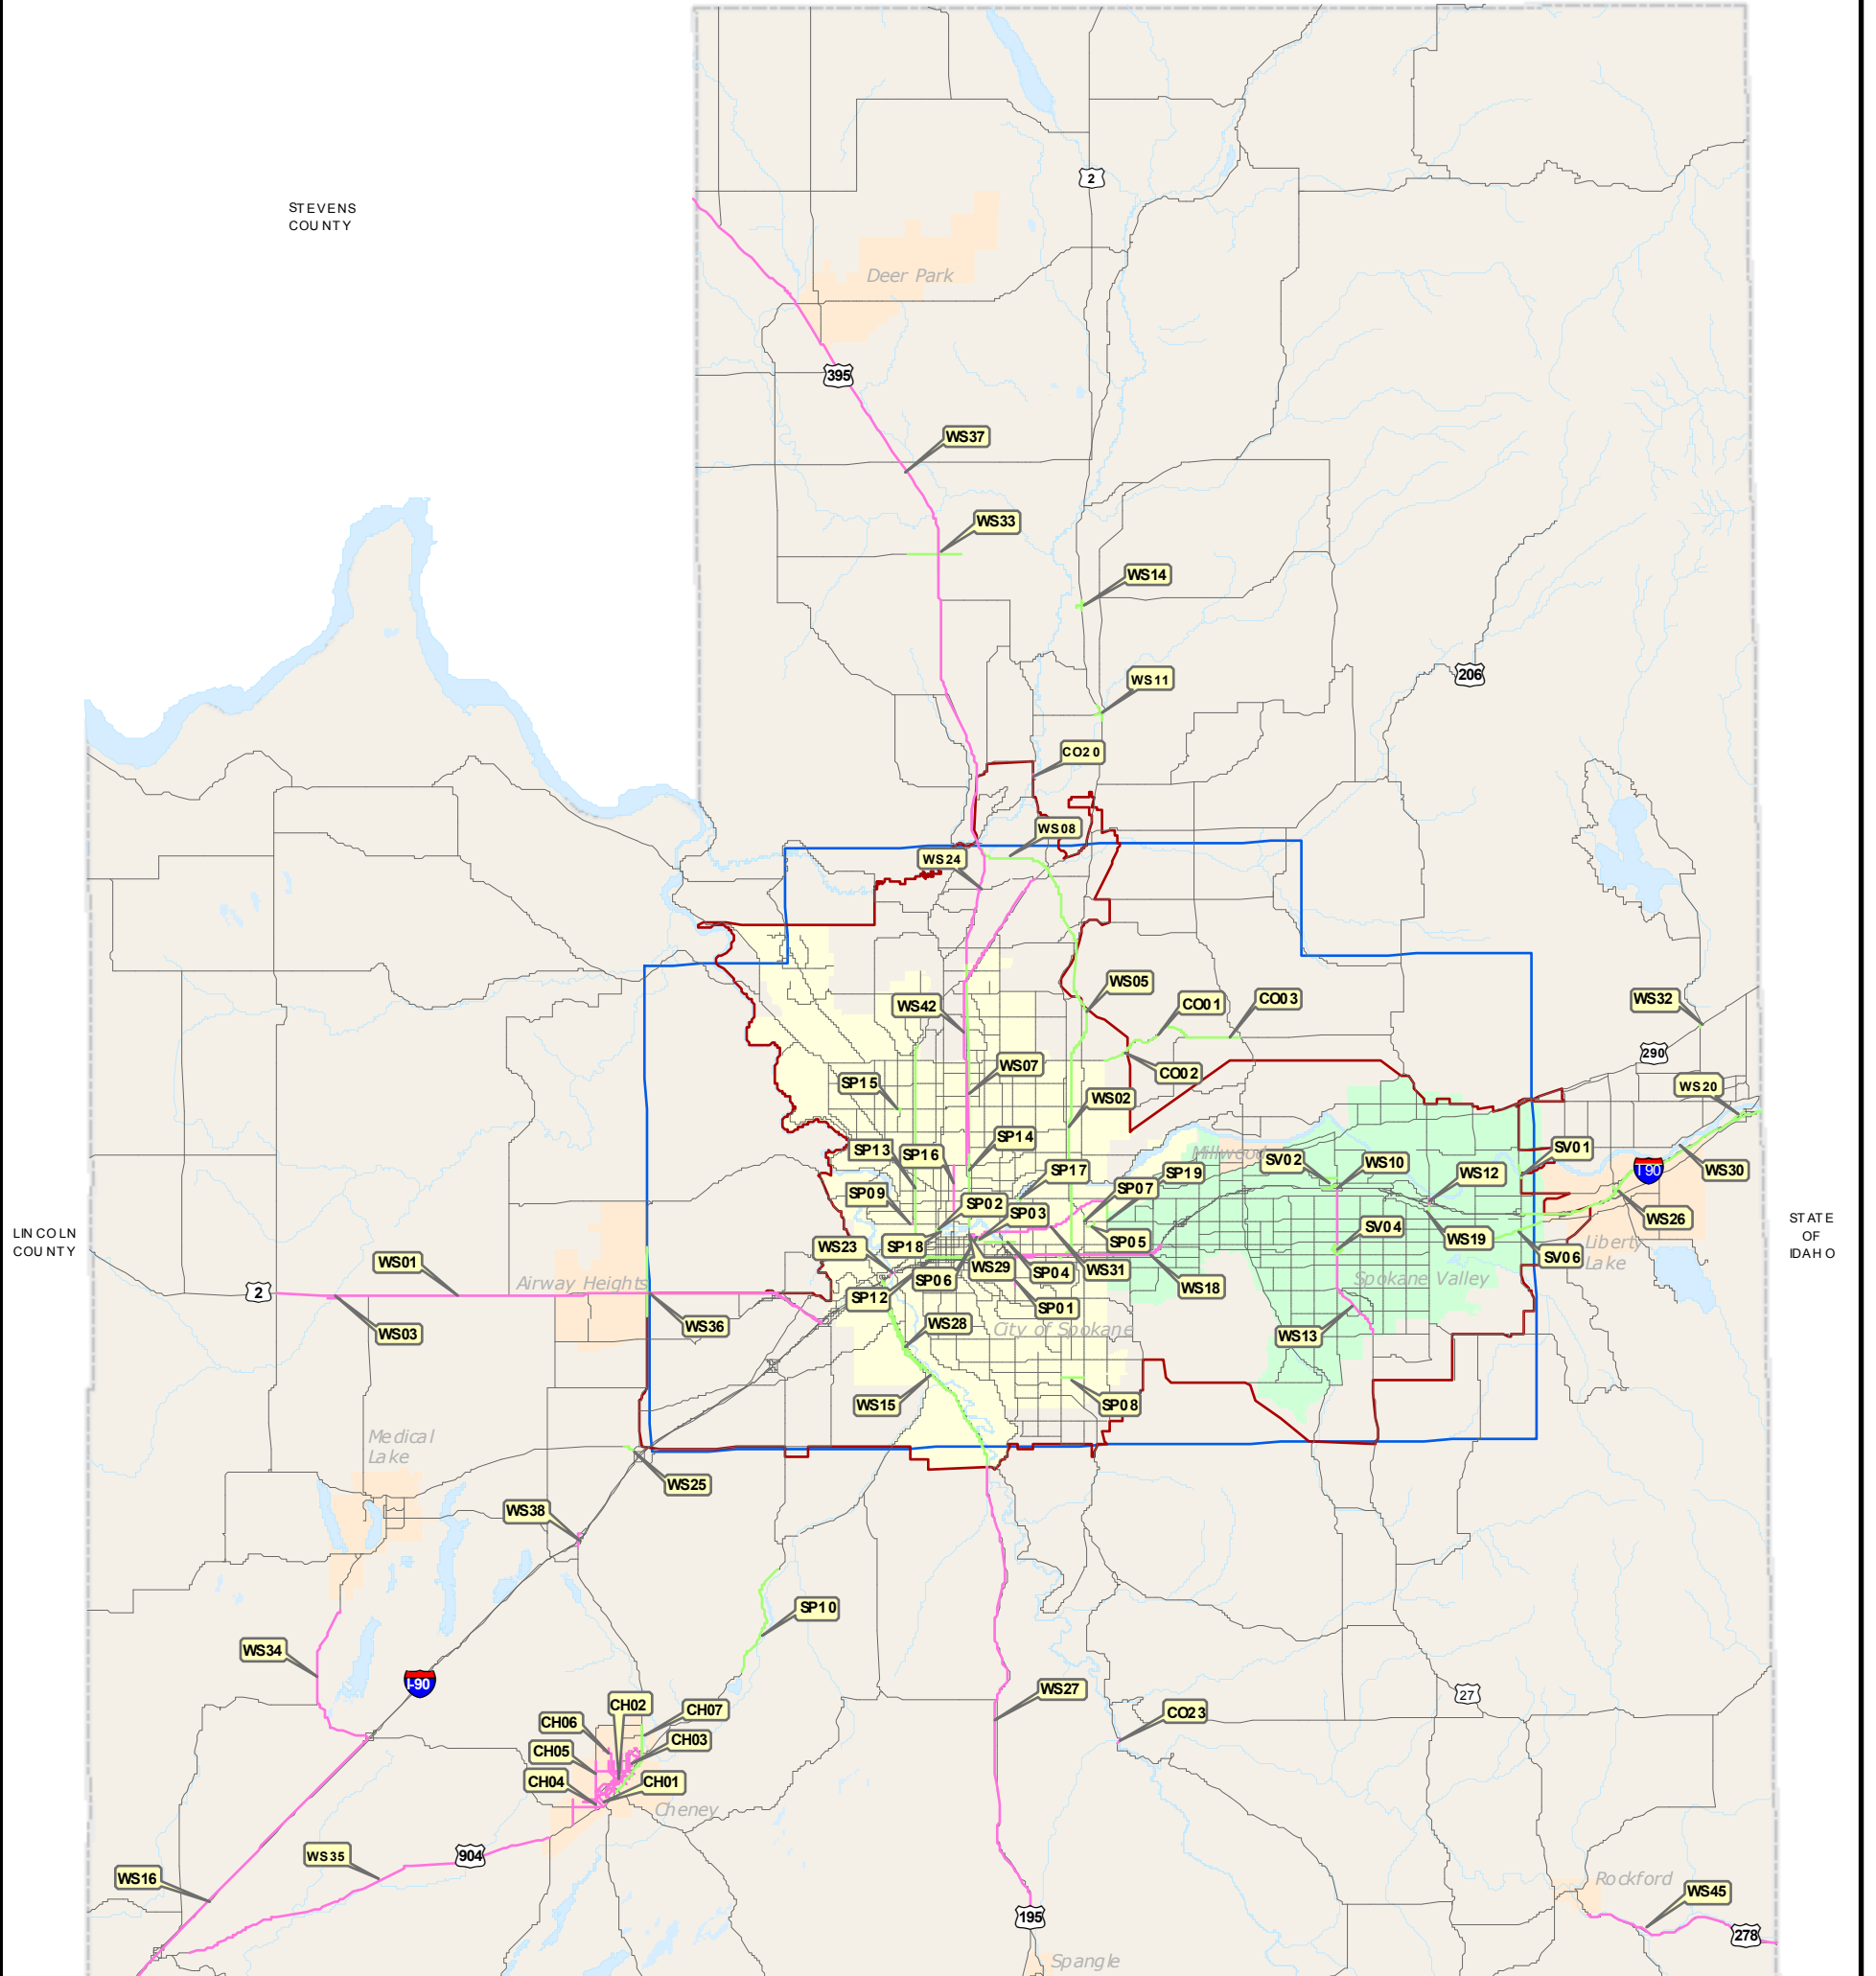 2
STEVENS
COUNTY
Deer Park
395
WS37
WS33
WS14
206
WS11
CO20
WS08
WS24
WS05
WS42
CO01
CO03
WS32
290
CO02
WS07
SP15
WS02
WS20
SP14
SP13
SP16
Millwood
SV02
WS10
SV01
WS12
I-90
WS30
SP17
SP19
SP07
SP09
SP02
SP03
LINCOLN
COUNTY
STATE
OF
IDAHO
WS26
SV04
WS19
SP05
WS23
SP18
Liberty
Lake
SV06
WS01
Airway Heights
SP06
WS29
SP04
WS31
WS18
Spokane Valley
2
SP12
SP01
WS03
WS36
WS28
City of Spokane
WS13
WS15
SP08
Medical
Lake
WS25
WS38
SP10
WS34
I-90
WS27
27
CH02
CH07
CO23
CH06
CH03
CH05
CH04
CH01
Cheney
WS35
904
WS16
Rockford
WS45
195
278
Spangle